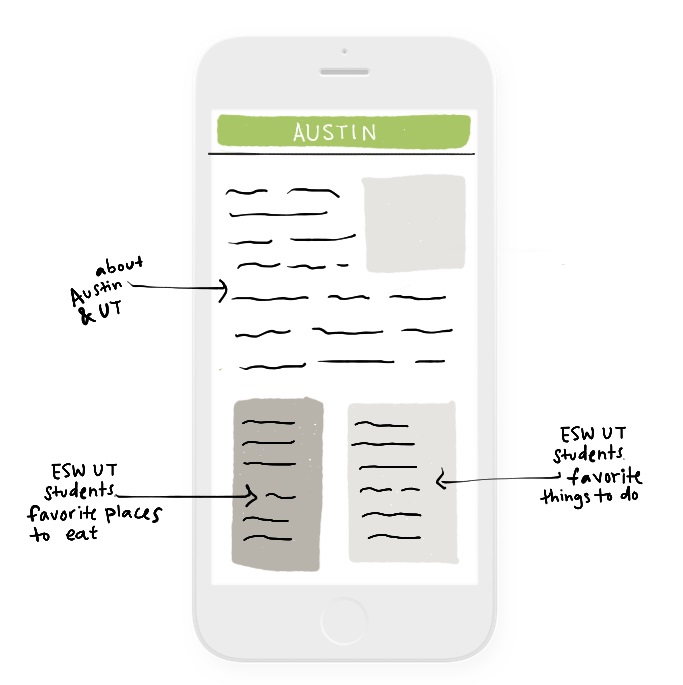 AUSTIN
about
Austin
& UT
ESW UT
students
favorite places
to eat
ESW UT
students
favorite
things to do